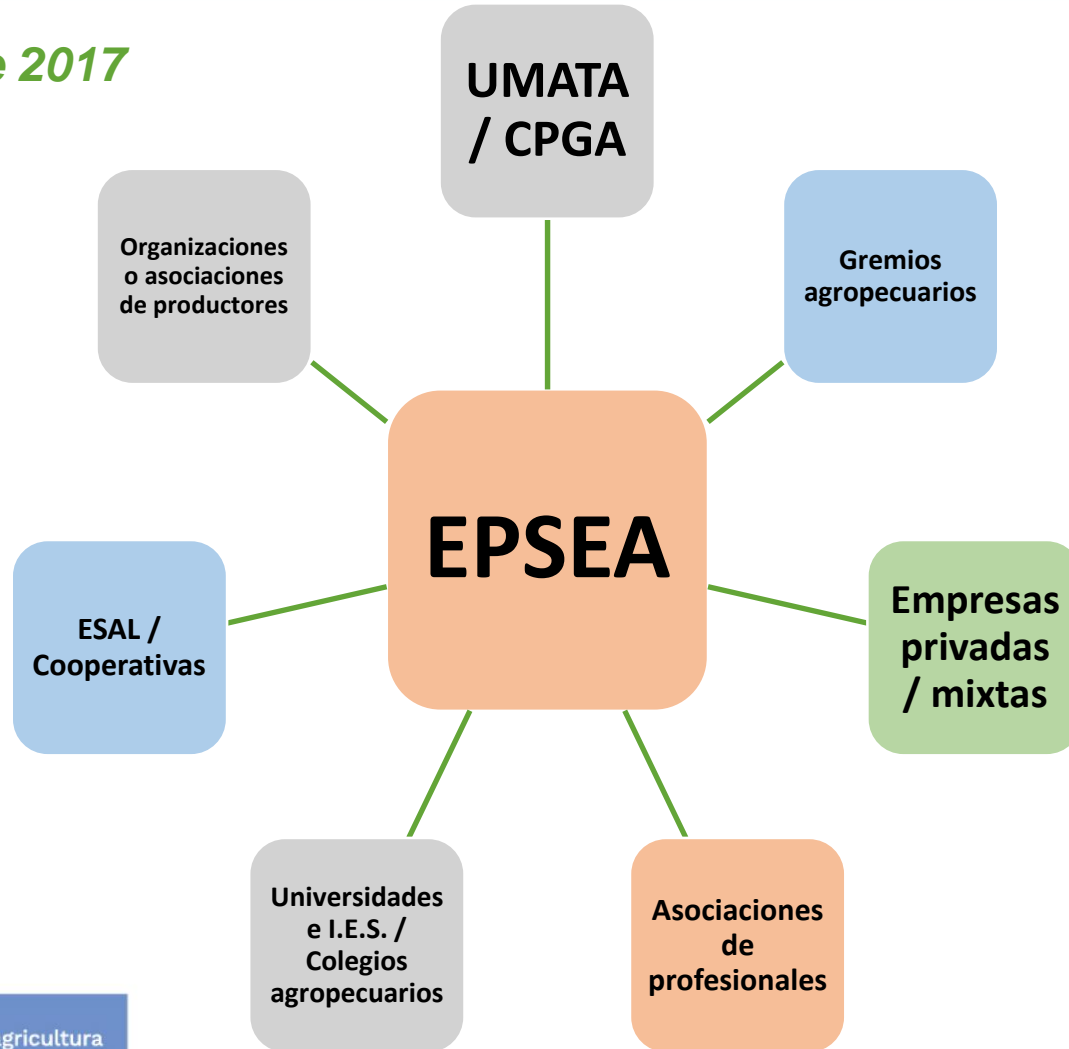 e 2017
UMATA
/ CPGA
Organizaciones
o asociaciones
de productores
Gremios
agropecuarios
EPSEA
ESAL /
Cooperativas
Empresas
privadas
/ mixtas
Universidades
e I.E.S. /
Colegios
agropecuarios
Asociaciones
de
profesionales
agricultura